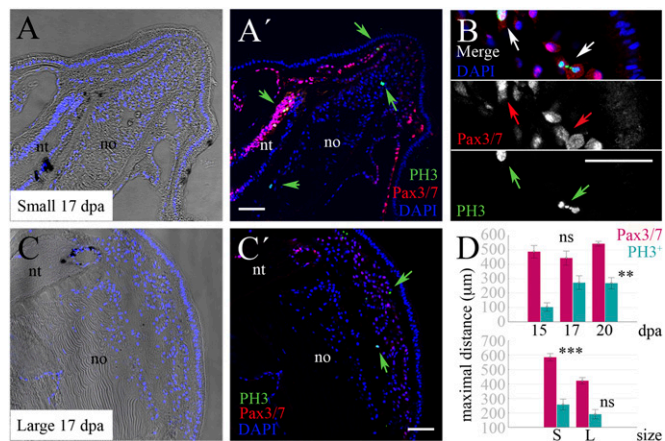 A
nt
no
Small 17 dpa
A´
nt
no
PH3
Pax3/7
DAPI
B
Merge
DAPI
Pax3/7
PH3
C
nt
no
Large 17 dpa
C´
nt
no
PH3
Pax3/7
DAPI
D
Pax3/7
PH3⁺
maximal distance (μm)
600
500
400
300
200
100
ns
**
15 17 20 dpa
700
600
500
400
300
200
100
***
ns
S L size